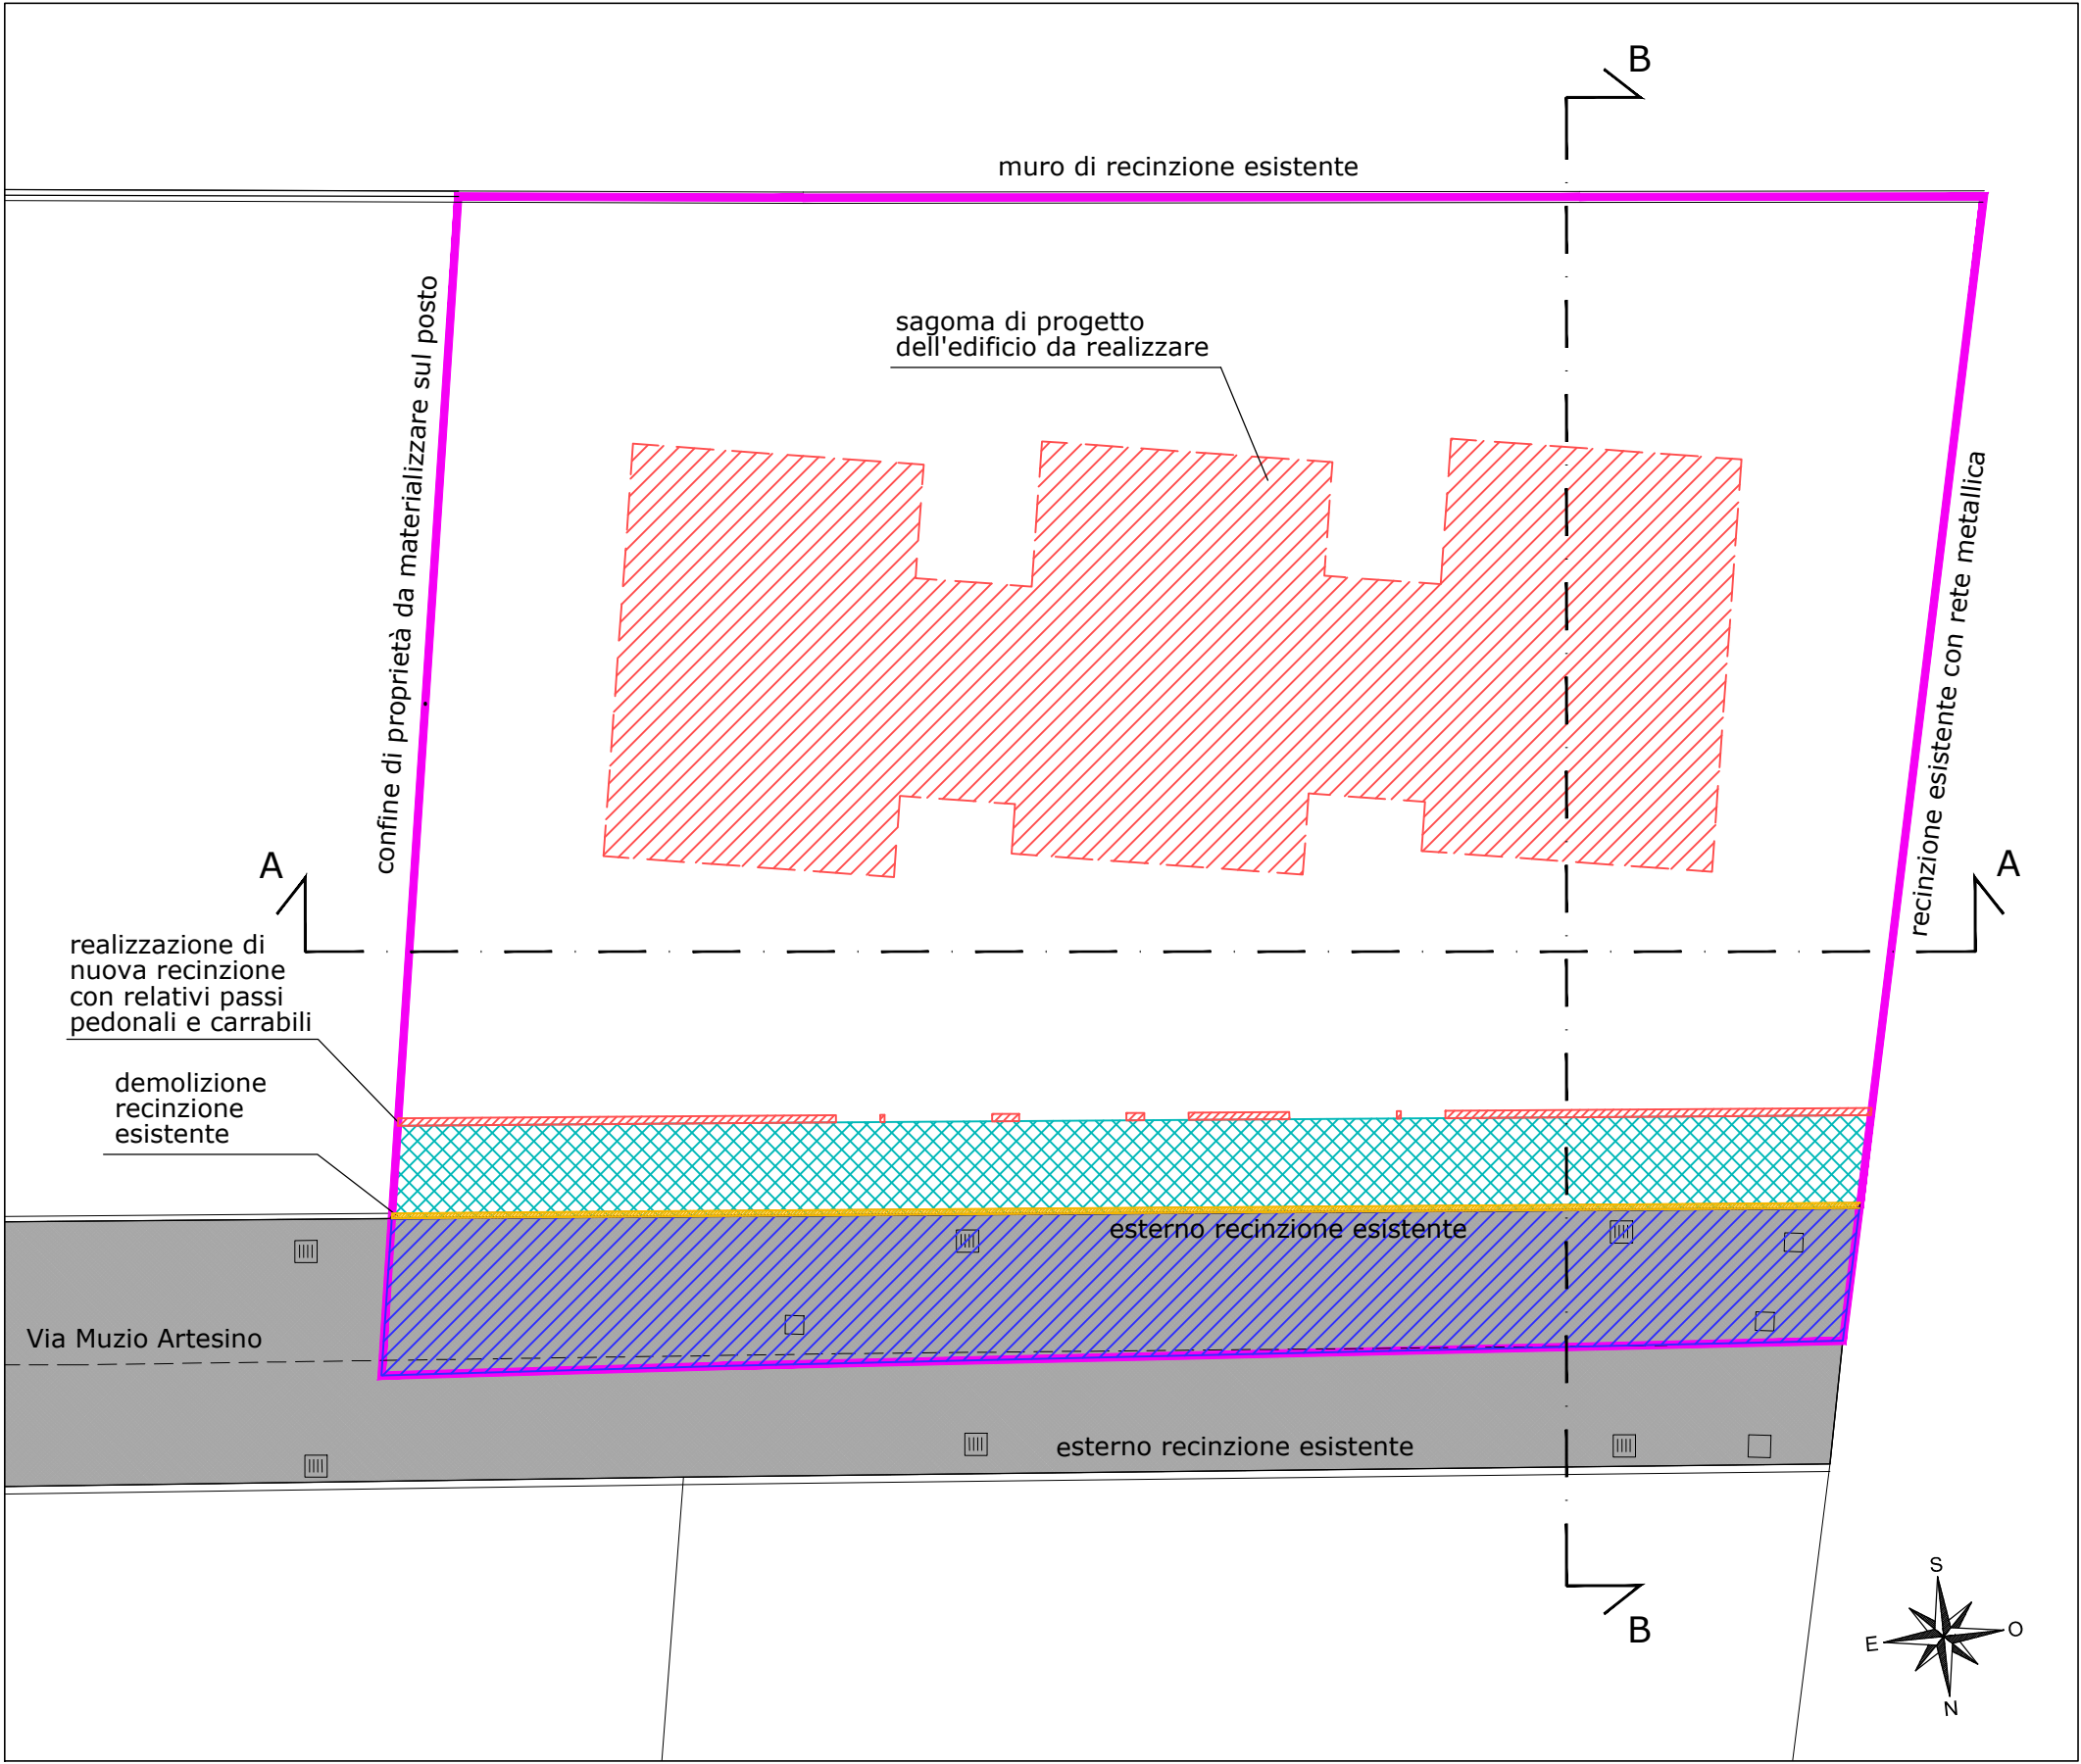 B
muro di recinzione esistente
confine di proprietà da materializzare sul posto
sagoma di progetto
dell'edificio da realizzare
recinzione esistente con rete metallica
A
A
realizzazione di
nuova recinzione
con relativi passi
pedonali e carrabili
demolizione
recinzione
esistente
esterno recinzione esistente
Via Muzio Artesino
esterno recinzione esistente
B
S
E
O
N